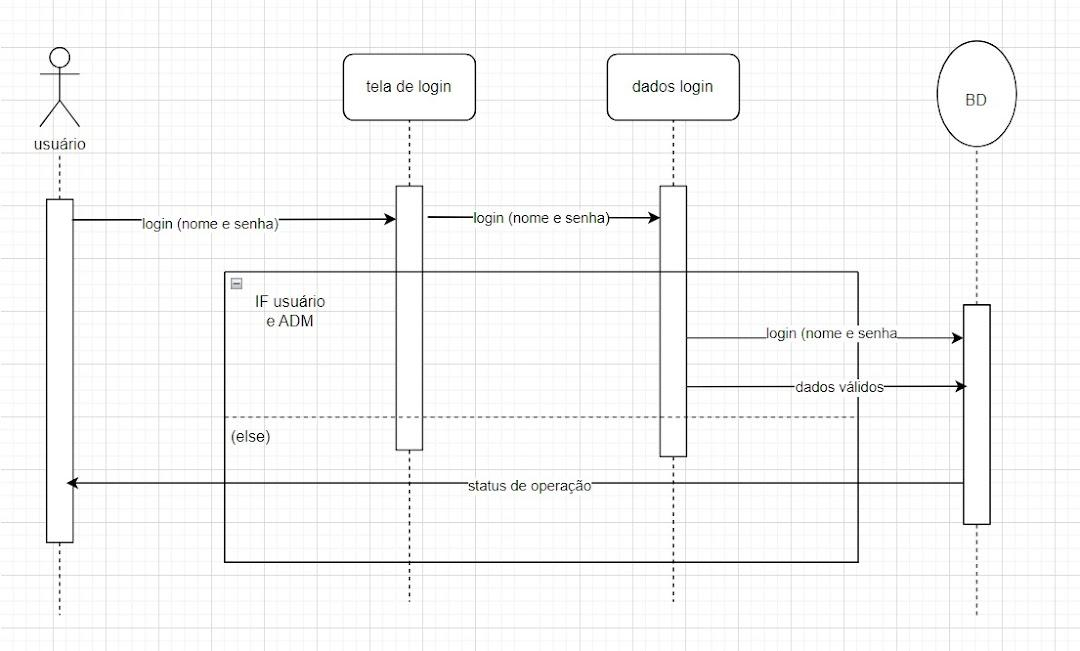 usuário
tela de login
dados login
BD
login (nome e senha)
login (nome e senha)
IF usuário
e ADM
login (nome e senha
dados válidos
(else)
status de operação